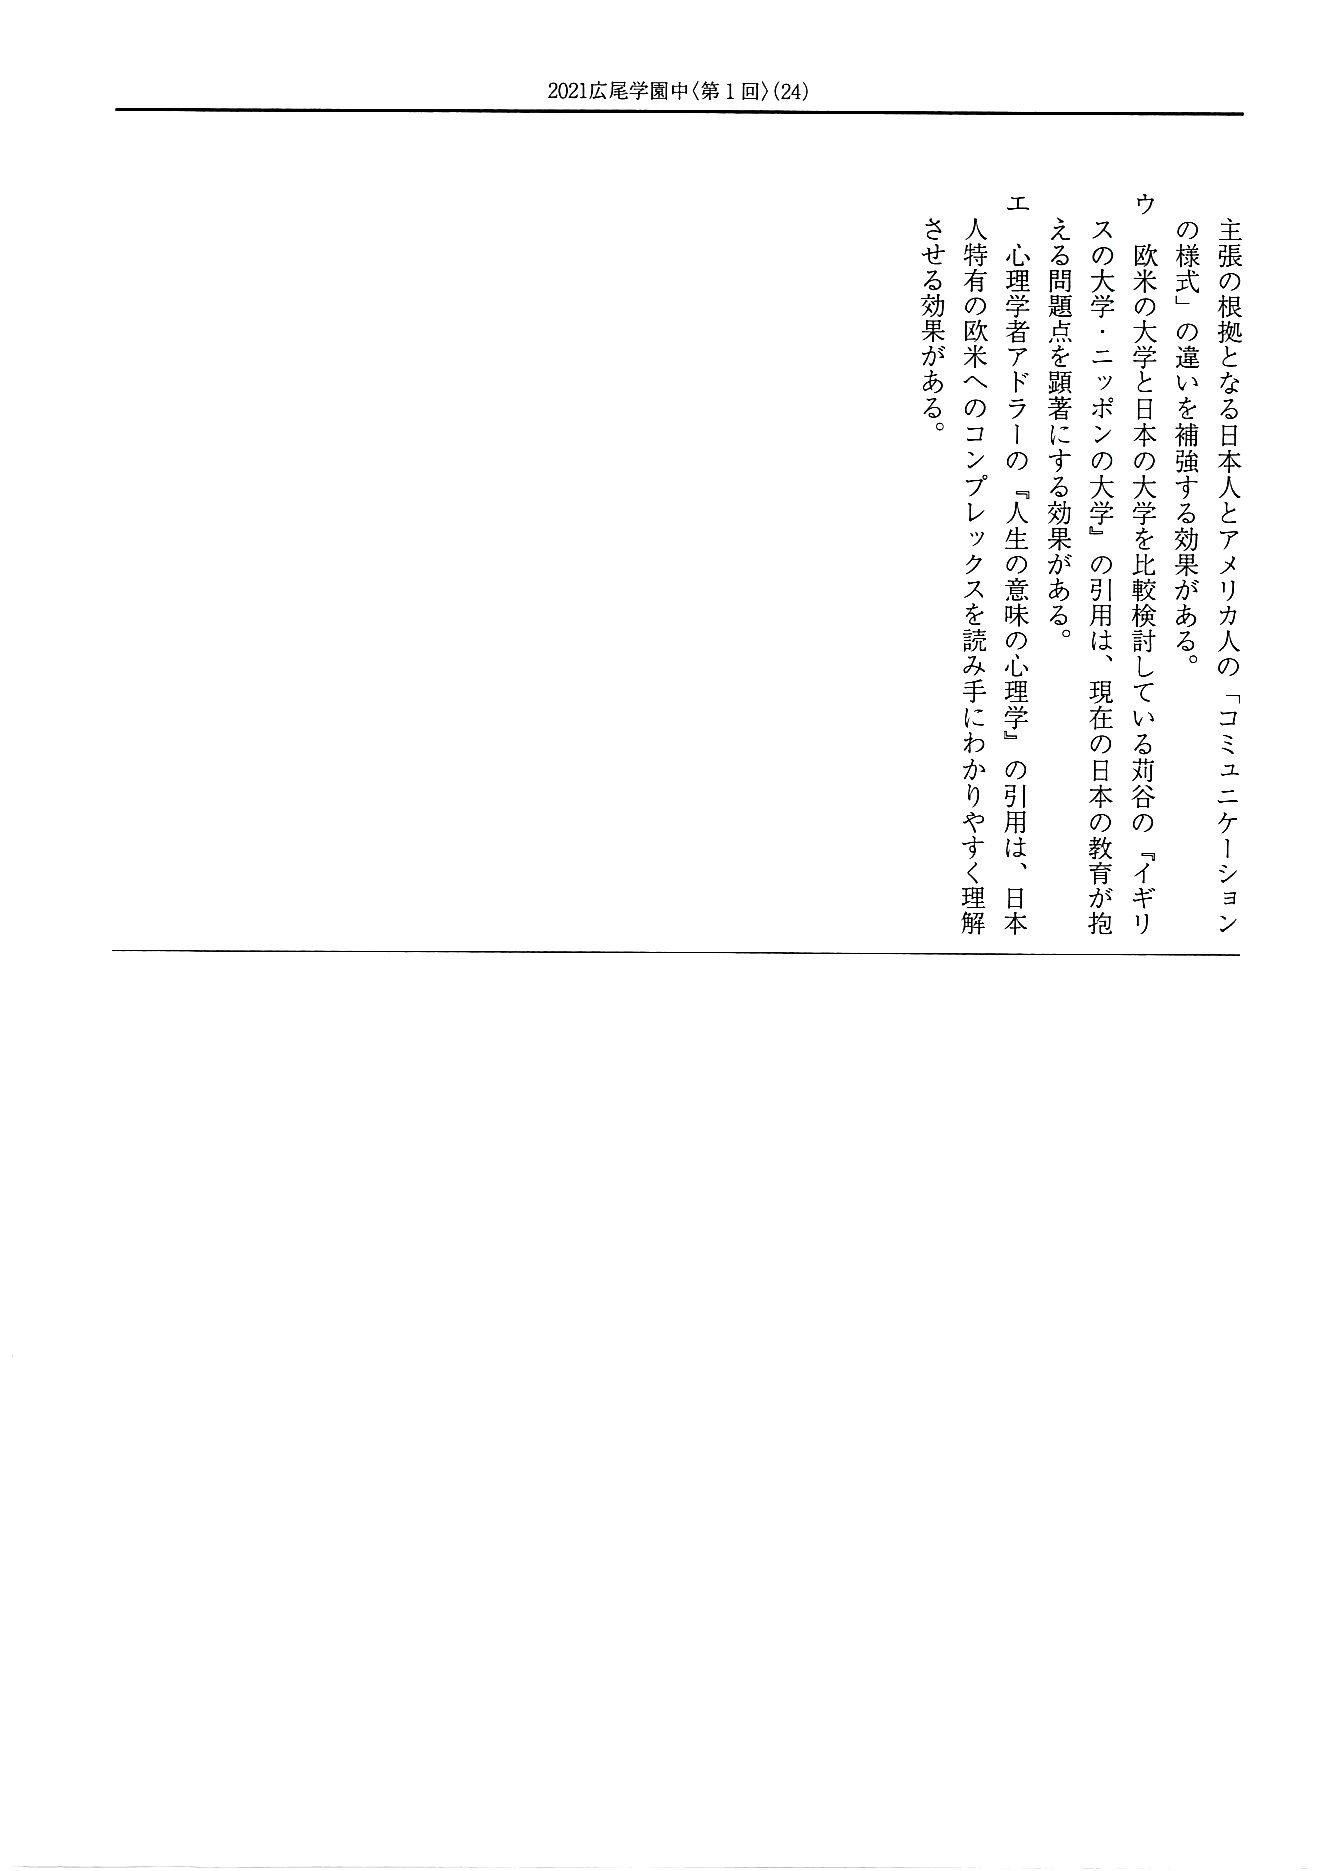 2021広尾学園中〈第1回〉(24)
主張の根拠となる日本人とアメリカ人の「コミュニケーション
の様式」の違いを補強する効果がある。
ウ　欧米の大学と日本の大学を比較検討している苅谷の『イギリ
スの大学・ニッポンの大学』の引用は、現在の日本の教育が抱
える問題点を顕著にする効果がある。
エ　心理学者アドラーの『人生の意味の心理学』の引用は、日本
人特有の欧米へのコンプレックスを読み手にわかりやすく理解
させる効果がある。